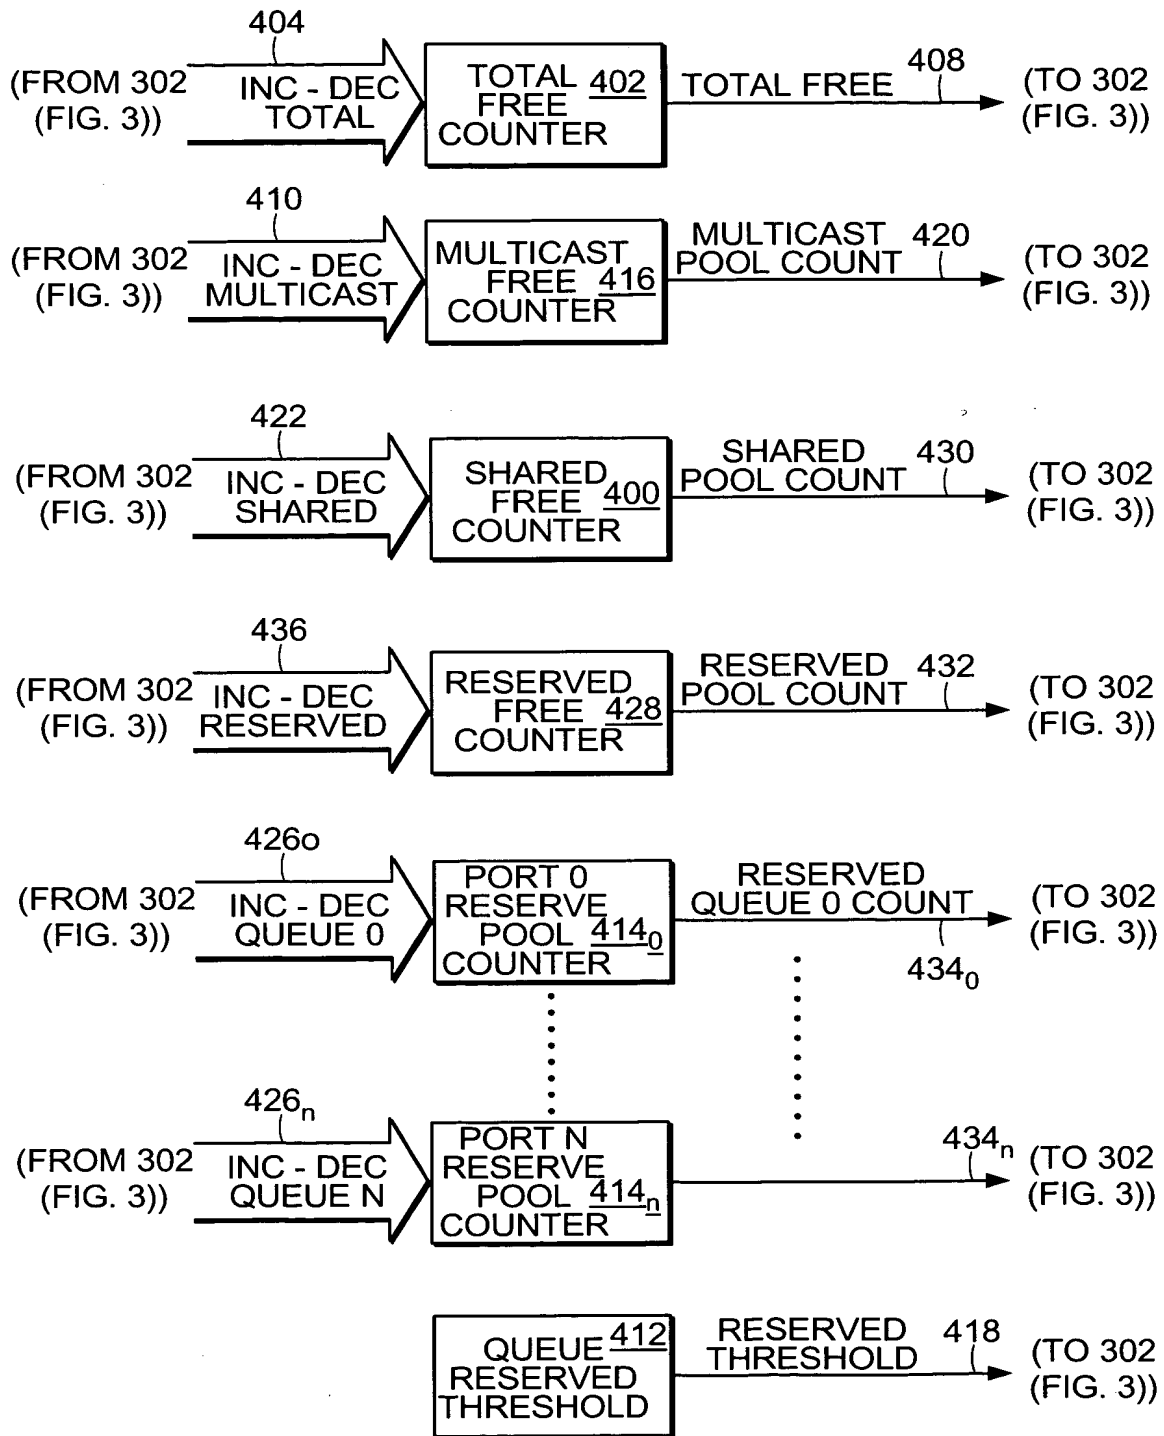 404
(FROM 302
(FIG. 3))
INC - DEC
TOTAL
TOTAL
FREE 402
COUNTER
TOTAL FREE
408
(TO 302
(FIG. 3))
410
(FROM 302
(FIG. 3))
INC - DEC
MULTICAST
MULTICAST
FREE 416
COUNTER
MULTICAST
POOL COUNT
420
(TO 302
(FIG. 3))
422
(FROM 302
(FIG. 3))
INC - DEC
SHARED
SHARED
FREE 400
COUNTER
SHARED
POOL COUNT
430
(TO 302
(FIG. 3))
436
(FROM 302
(FIG. 3))
INC - DEC
RESERVED
RESERVED
FREE 428
COUNTER
RESERVED
POOL COUNT
432
(TO 302
(FIG. 3))
426o
(FROM 302
(FIG. 3))
INC - DEC
QUEUE 0
PORT 0
RESERVE
POOL 414₀
COUNTER
RESERVED
QUEUE 0 COUNT
434₀
(TO 302
(FIG. 3))
426ₙ
(FROM 302
(FIG. 3))
INC - DEC
QUEUE N
PORT N
RESERVE
POOL 414ₙ
COUNTER
434ₙ
(TO 302
(FIG. 3))
QUEUE 412
RESERVED
THRESHOLD
RESERVED
THRESHOLD
418
(TO 302
(FIG. 3))